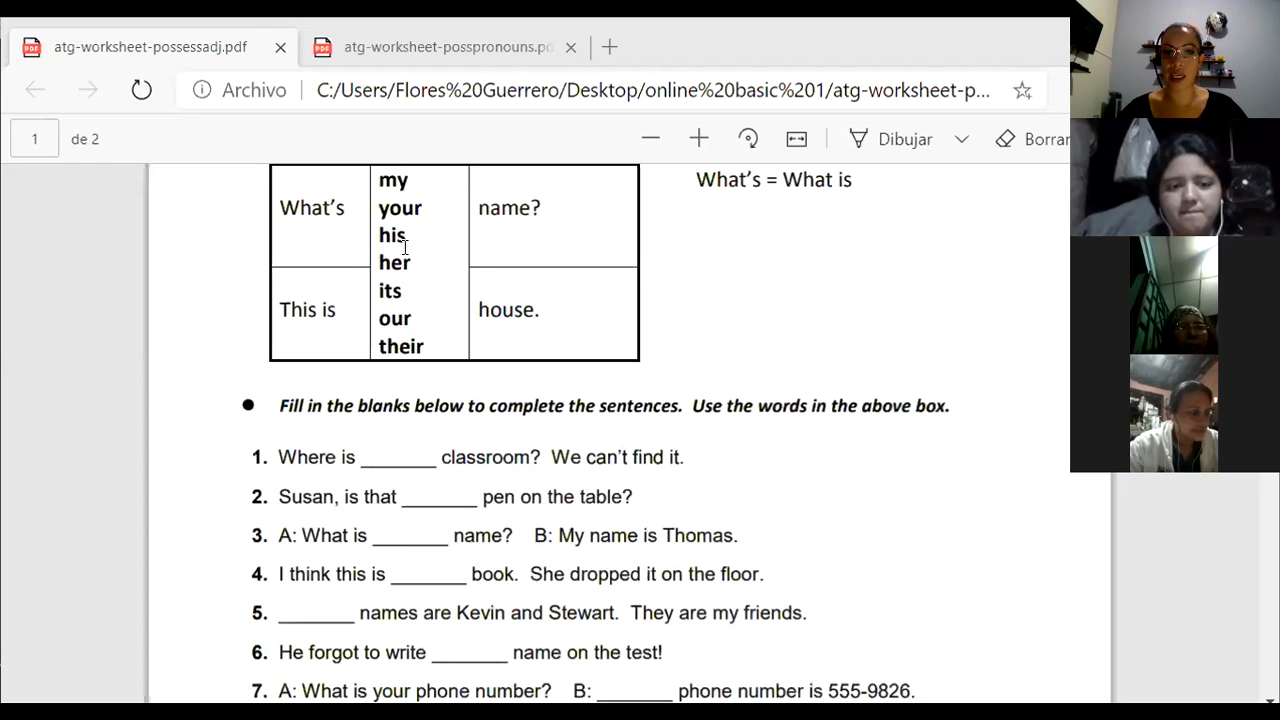 atg-worksheet-possessadj.pdf
atg-worksheet-posspronouns.pd
Archivo C:/Users/Flores%20Guerrero/Desktop/online%20basic%201/atg-worksheet-p...
1 de 2 Dibujar Borrar
my
What's your name?
his
her
its
This is our house.
their
What's = What is
Fill in the blanks below to complete the sentences. Use the words in the above box.
1. Where is _______ classroom? We can't find it.
2. Susan, is that _______ pen on the table?
3. A: What is _______ name? B: My name is Thomas.
4. I think this is _______ book. She dropped it on the floor.
5. _______ names are Kevin and Stewart. They are my friends.
6. He forgot to write _______ name on the test!
7. A: What is your phone number? B: _______ phone number is 555-9826.